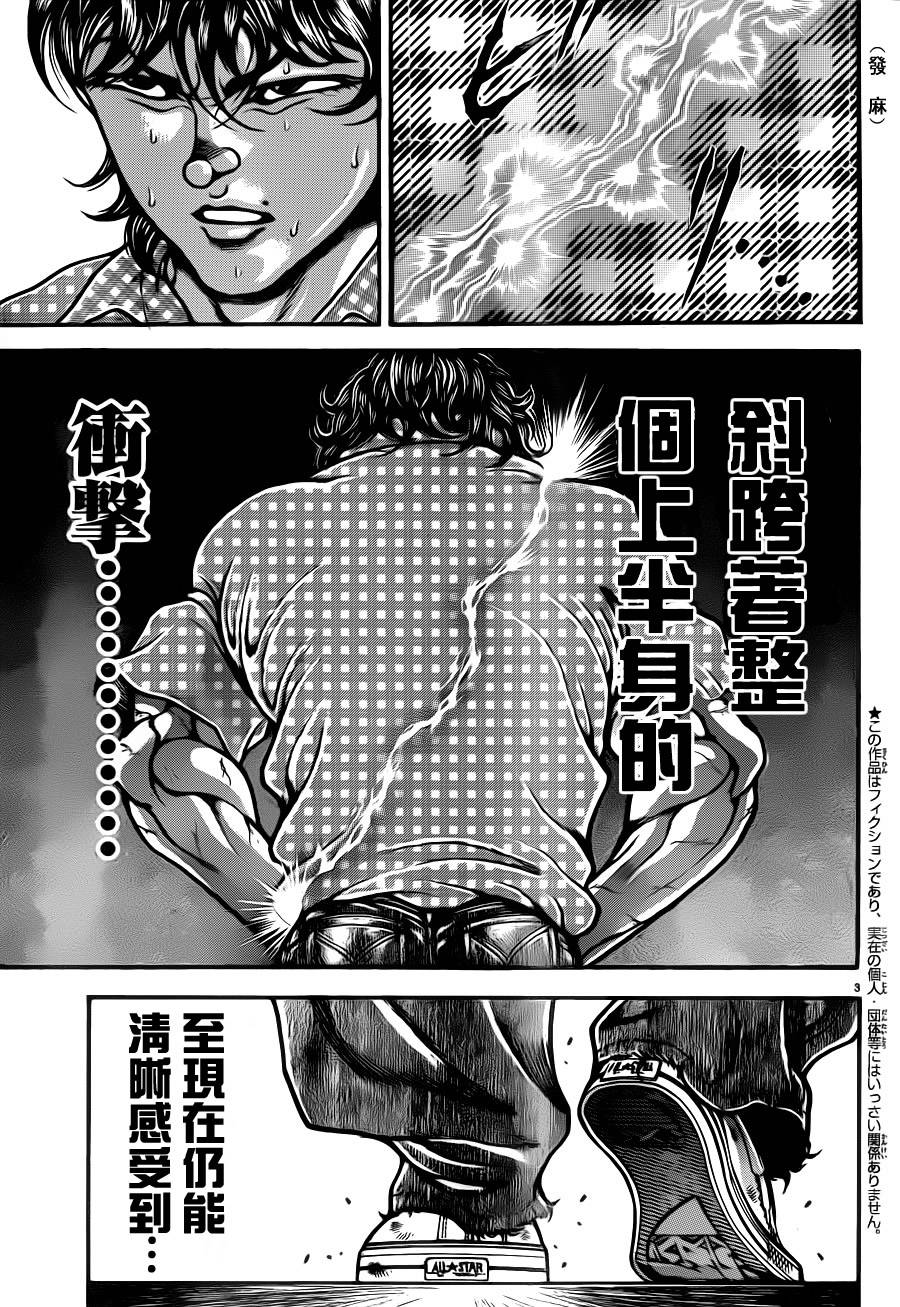 （發麻）
斜跨著整
個上半身的
衝撃…………
★この作品はフィクションであり、実在の個人・団体等にはいっさい関係ありません。
3
至現在仍能
清晰感受到…
ALL★STAR